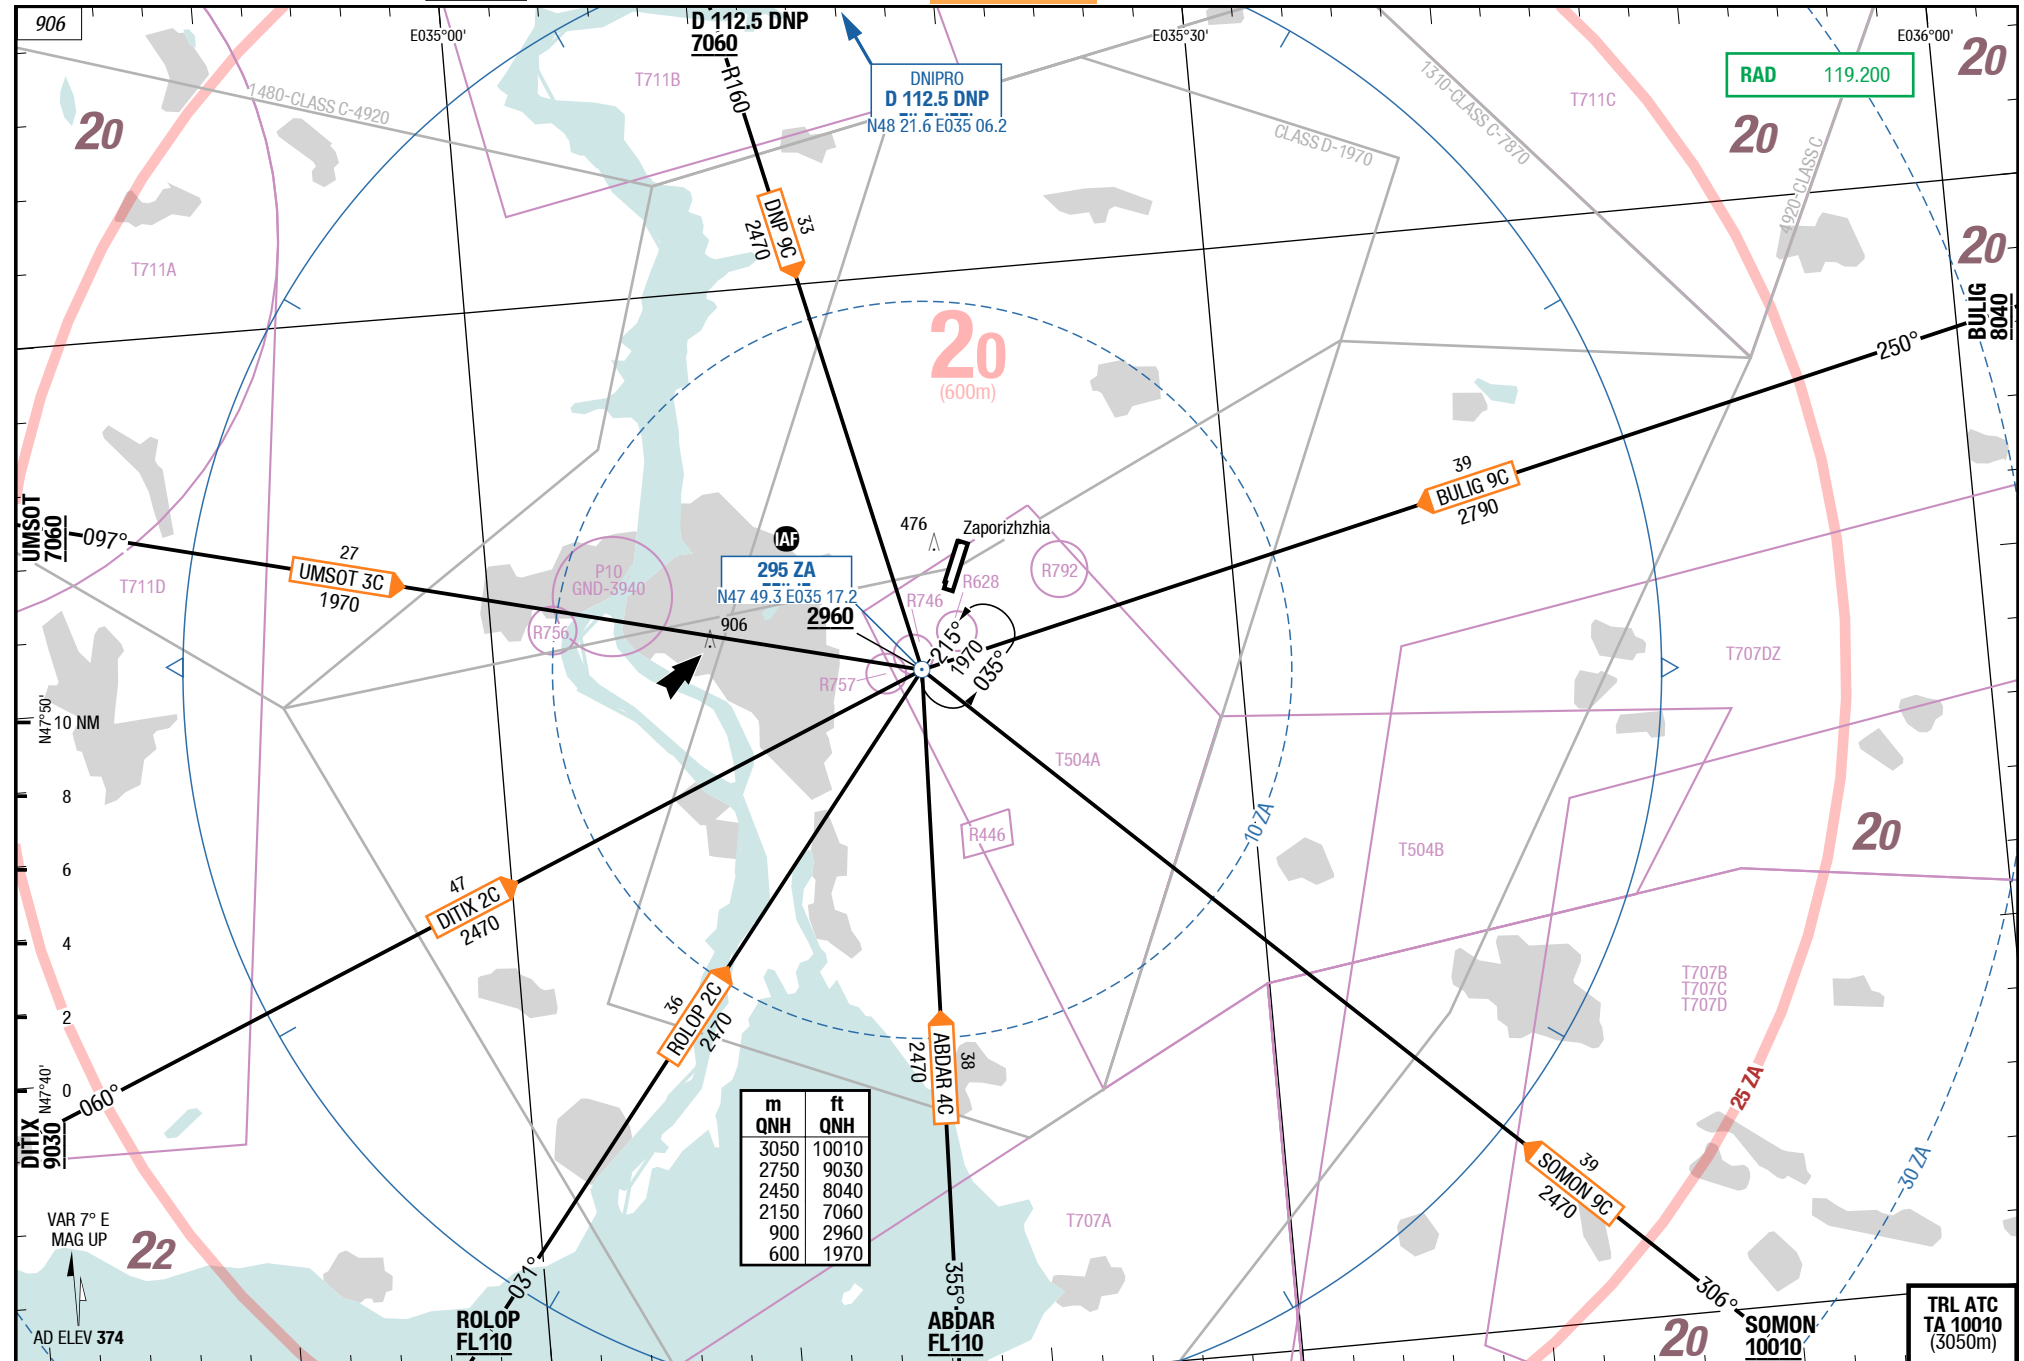 906
D 112.5 DNP
7060
R160
E035°00'
E035°30'
E036°00'
DNIPRO
D 112.5 DNP
N48 21.6 E035 06.2
RAD 119.200
T711B
T711C
1480-CLASS C-4920
1310-CLASS C-7870
CLASS D-1970
4920-CLASS C
20
20
20
20
T711A
DNP 9C
33
2470
20
(600m)
BULIG
8040
250°
39
BULIG 9C
2790
UMSOT
7060
097°
27
UMSOT 3C
1970
T711D
P10
GND-3940
R756
IAF
295 ZA
N47 49.3 E035 17.2
2960
906
476
Zaporizhzhia
R628
R746
R792
R757
215°
1970
035°
T707DZ
T504A
T504B
R446
10 ZA
N47°50'
10 NM
8
6
4
2
0
N47°40'
47
DITIX 2C
2470
060°
DITIX
9030
36
ROLOP 2C
2470
031°
ROLOP
FL110
38
ABDAR 4C
2470
355°
ABDAR
FL110
20
T707B
T707C
T707D
25 ZA
30 ZA
39
SOMON 9C
2470
306°
SOMON
10010
T707A
m ft
QNH QNH
3050 10010
2750 9030
2450 8040
2150 7060
900 2960
600 1970
VAR 7° E
MAG UP
22
AD ELEV 374
20
TRL ATC
TA 10010
(3050m)